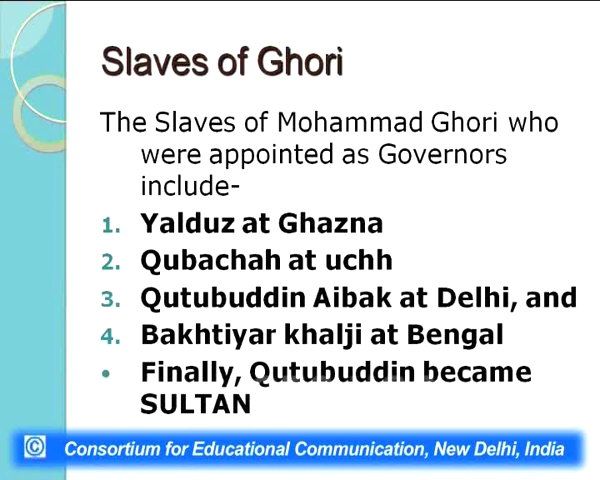 Slaves of Ghori
The Slaves of Mohammad Ghori who
were appointed as Governors
include-
1. Yalduz at Ghazna
2. Qubachah at uchh
3. Qutubuddin Aibak at Delhi, and
4. Bakhtiyar khalji at Bengal
• Finally, Qutubuddin became
SULTAN
© Consortium for Educational Communication, New Delhi, India